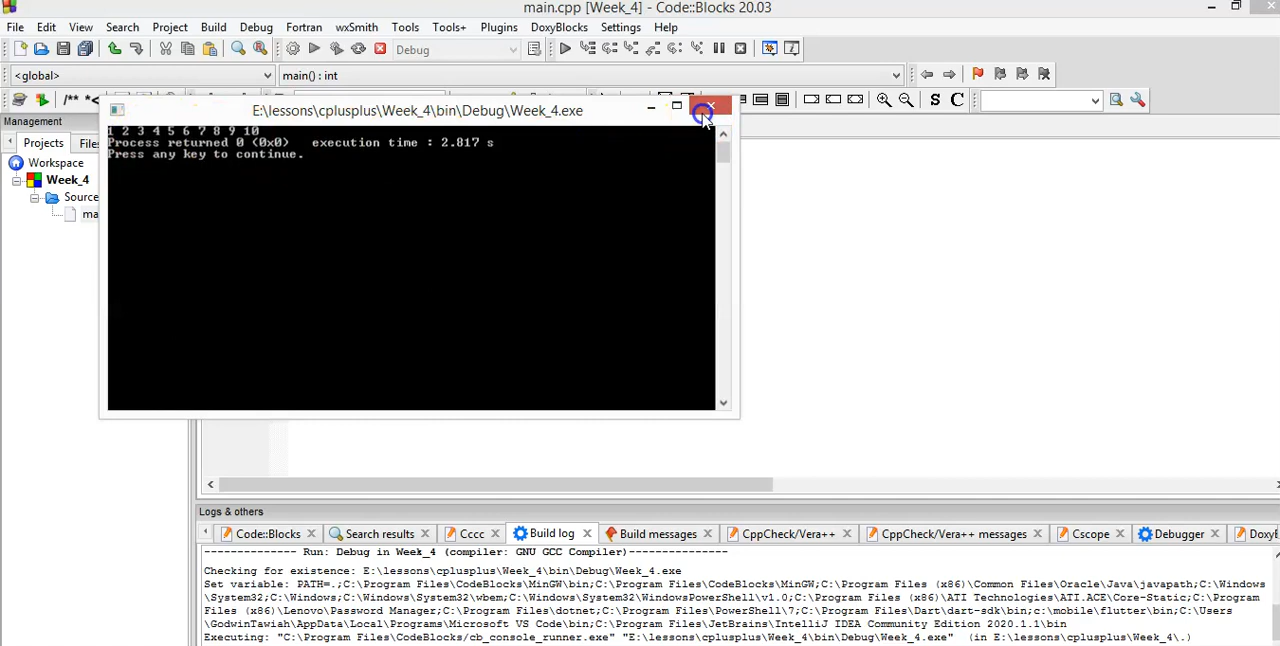 main.cpp [Week_4] - Code::Blocks 20.03
File Edit View Search Project Build Debug Fortran wxSmith Tools Tools+ Plugins DoxyBlocks Settings Help
Debug
<global> main() : int
/** *<
S C
Management
E:\lessons\cplusplus\Week_4\bin\Debug\Week_4.exe
Projects Files
1 2 3 4 5 6 7 8 9 10
Process returned 0 (0x0) execution time : 2.817 s
Press any key to continue.
Workspace
Week_4
Source
ma
Logs & others
Code::Blocks Search results Cccc Build log Build messages CppCheck/Vera++ CppCheck/Vera++ messages Cscope Debugger DoxyB
-------------- Run: Debug in Week_4 (compiler: GNU GCC Compiler)---------------
Checking for existence: E:\lessons\cplusplus\Week_4\bin\Debug\Week_4.exe
Set variable: PATH=.;C:\Program Files\CodeBlocks\MinGW\bin;C:\Program Files\CodeBlocks\MinGW;C:\Program Files (x86)\Common Files\Oracle\Java\javapath;C:\Windows
\System32;C:\Windows;C:\Windows\System32\wbem;C:\Windows\System32\WindowsPowerShell\v1.0;C:\Program Files (x86)\ATI Technologies\ATI.ACE\Core-Static;C:\Program
Files (x86)\Lenovo\Password Manager;C:\Program Files\dotnet;C:\Program Files\PowerShell\7;C:\Program Files\Dart\dart-sdk\bin;c:\mobile\flutter\bin;C:\Users
\GodwinTawiah\AppData\Local\Programs\Microsoft VS Code\bin;C:\Program Files\JetBrains\IntelliJ IDEA Community Edition 2020.1.1\bin
Executing: "C:\Program Files\CodeBlocks/cb_console_runner.exe" "E:\lessons\cplusplus\Week_4\bin\Debug\Week_4.exe" (in E:\lessons\cplusplus\Week_4\.)